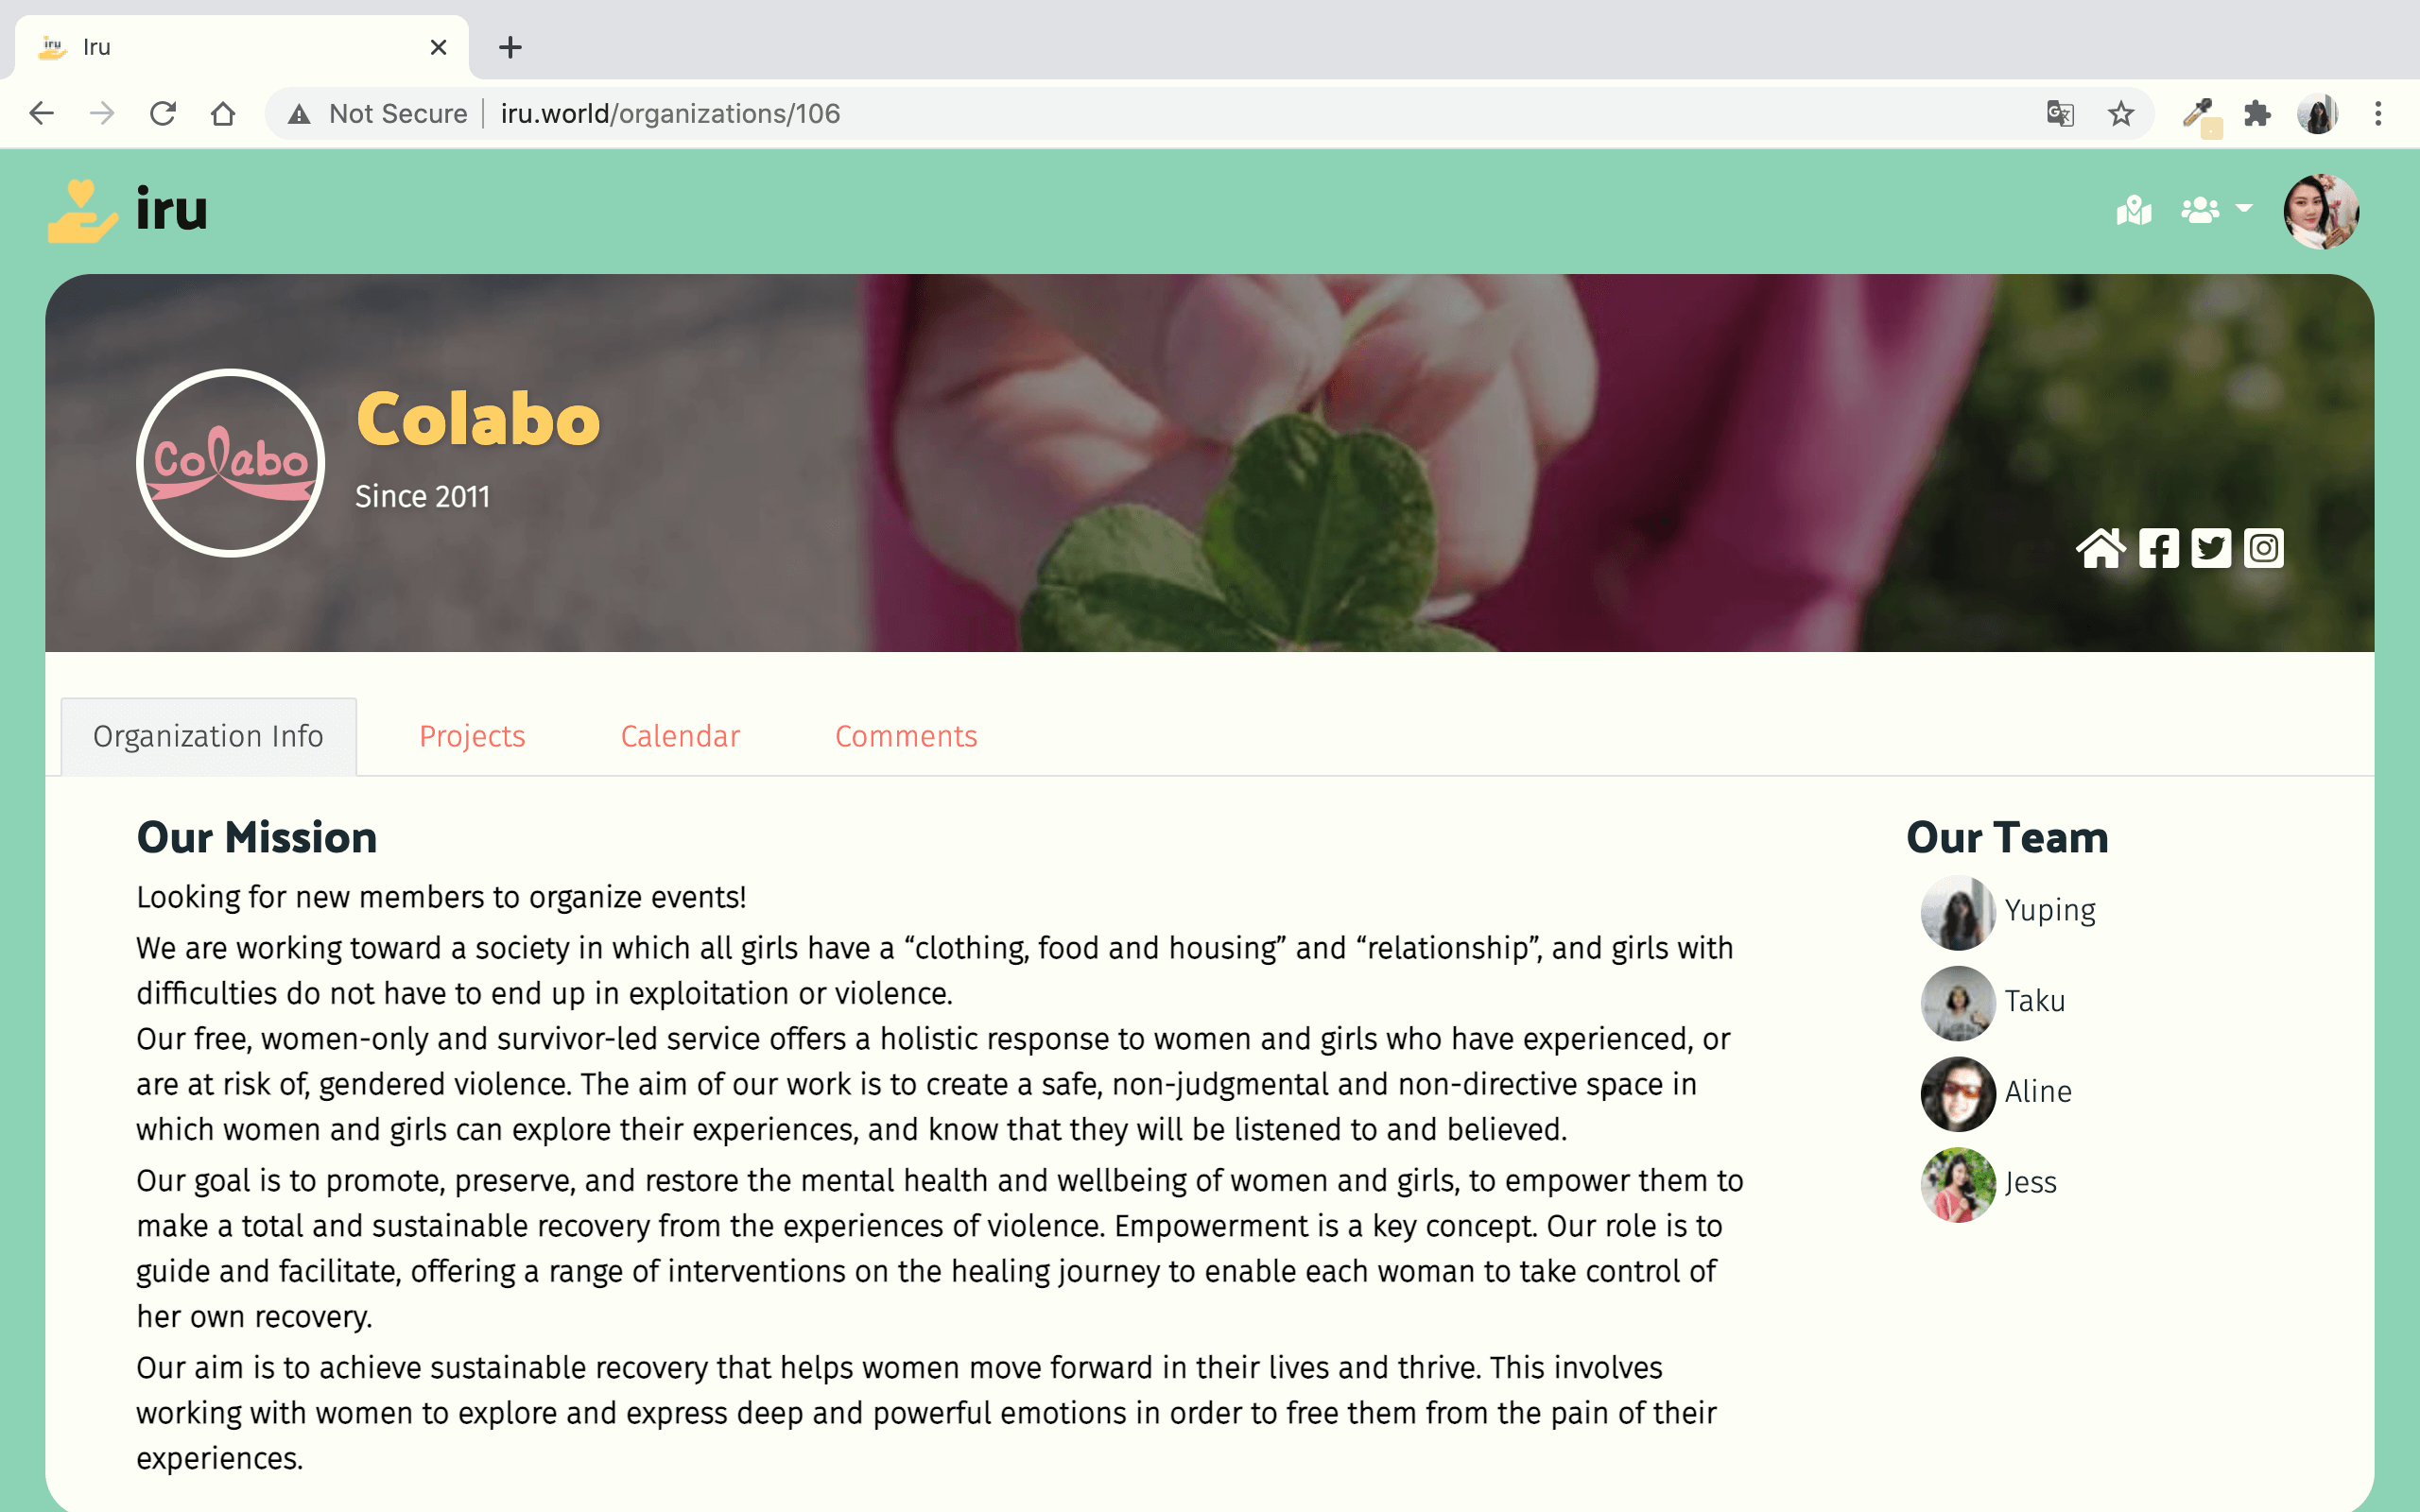 Iru
Not Secure iru.world/organizations/106
iru
Colabo
Colabo
Since 2011
Organization Info Projects Calendar Comments
Our Mission
Looking for new members to organize events!
We are working toward a society in which all girls have a “clothing, food and housing” and “relationship”, and girls with
difficulties do not have to end up in exploitation or violence.
Our free, women-only and survivor-led service offers a holistic response to women and girls who have experienced, or
are at risk of, gendered violence. The aim of our work is to create a safe, non-judgmental and non-directive space in
which women and girls can explore their experiences, and know that they will be listened to and believed.
Our goal is to promote, preserve, and restore the mental health and wellbeing of women and girls, to empower them to
make a total and sustainable recovery from the experiences of violence. Empowerment is a key concept. Our role is to
guide and facilitate, offering a range of interventions on the healing journey to enable each woman to take control of
her own recovery.
Our aim is to achieve sustainable recovery that helps women move forward in their lives and thrive. This involves
working with women to explore and express deep and powerful emotions in order to free them from the pain of their
experiences.
Our Team
Yuping
Taku
Aline
Jess